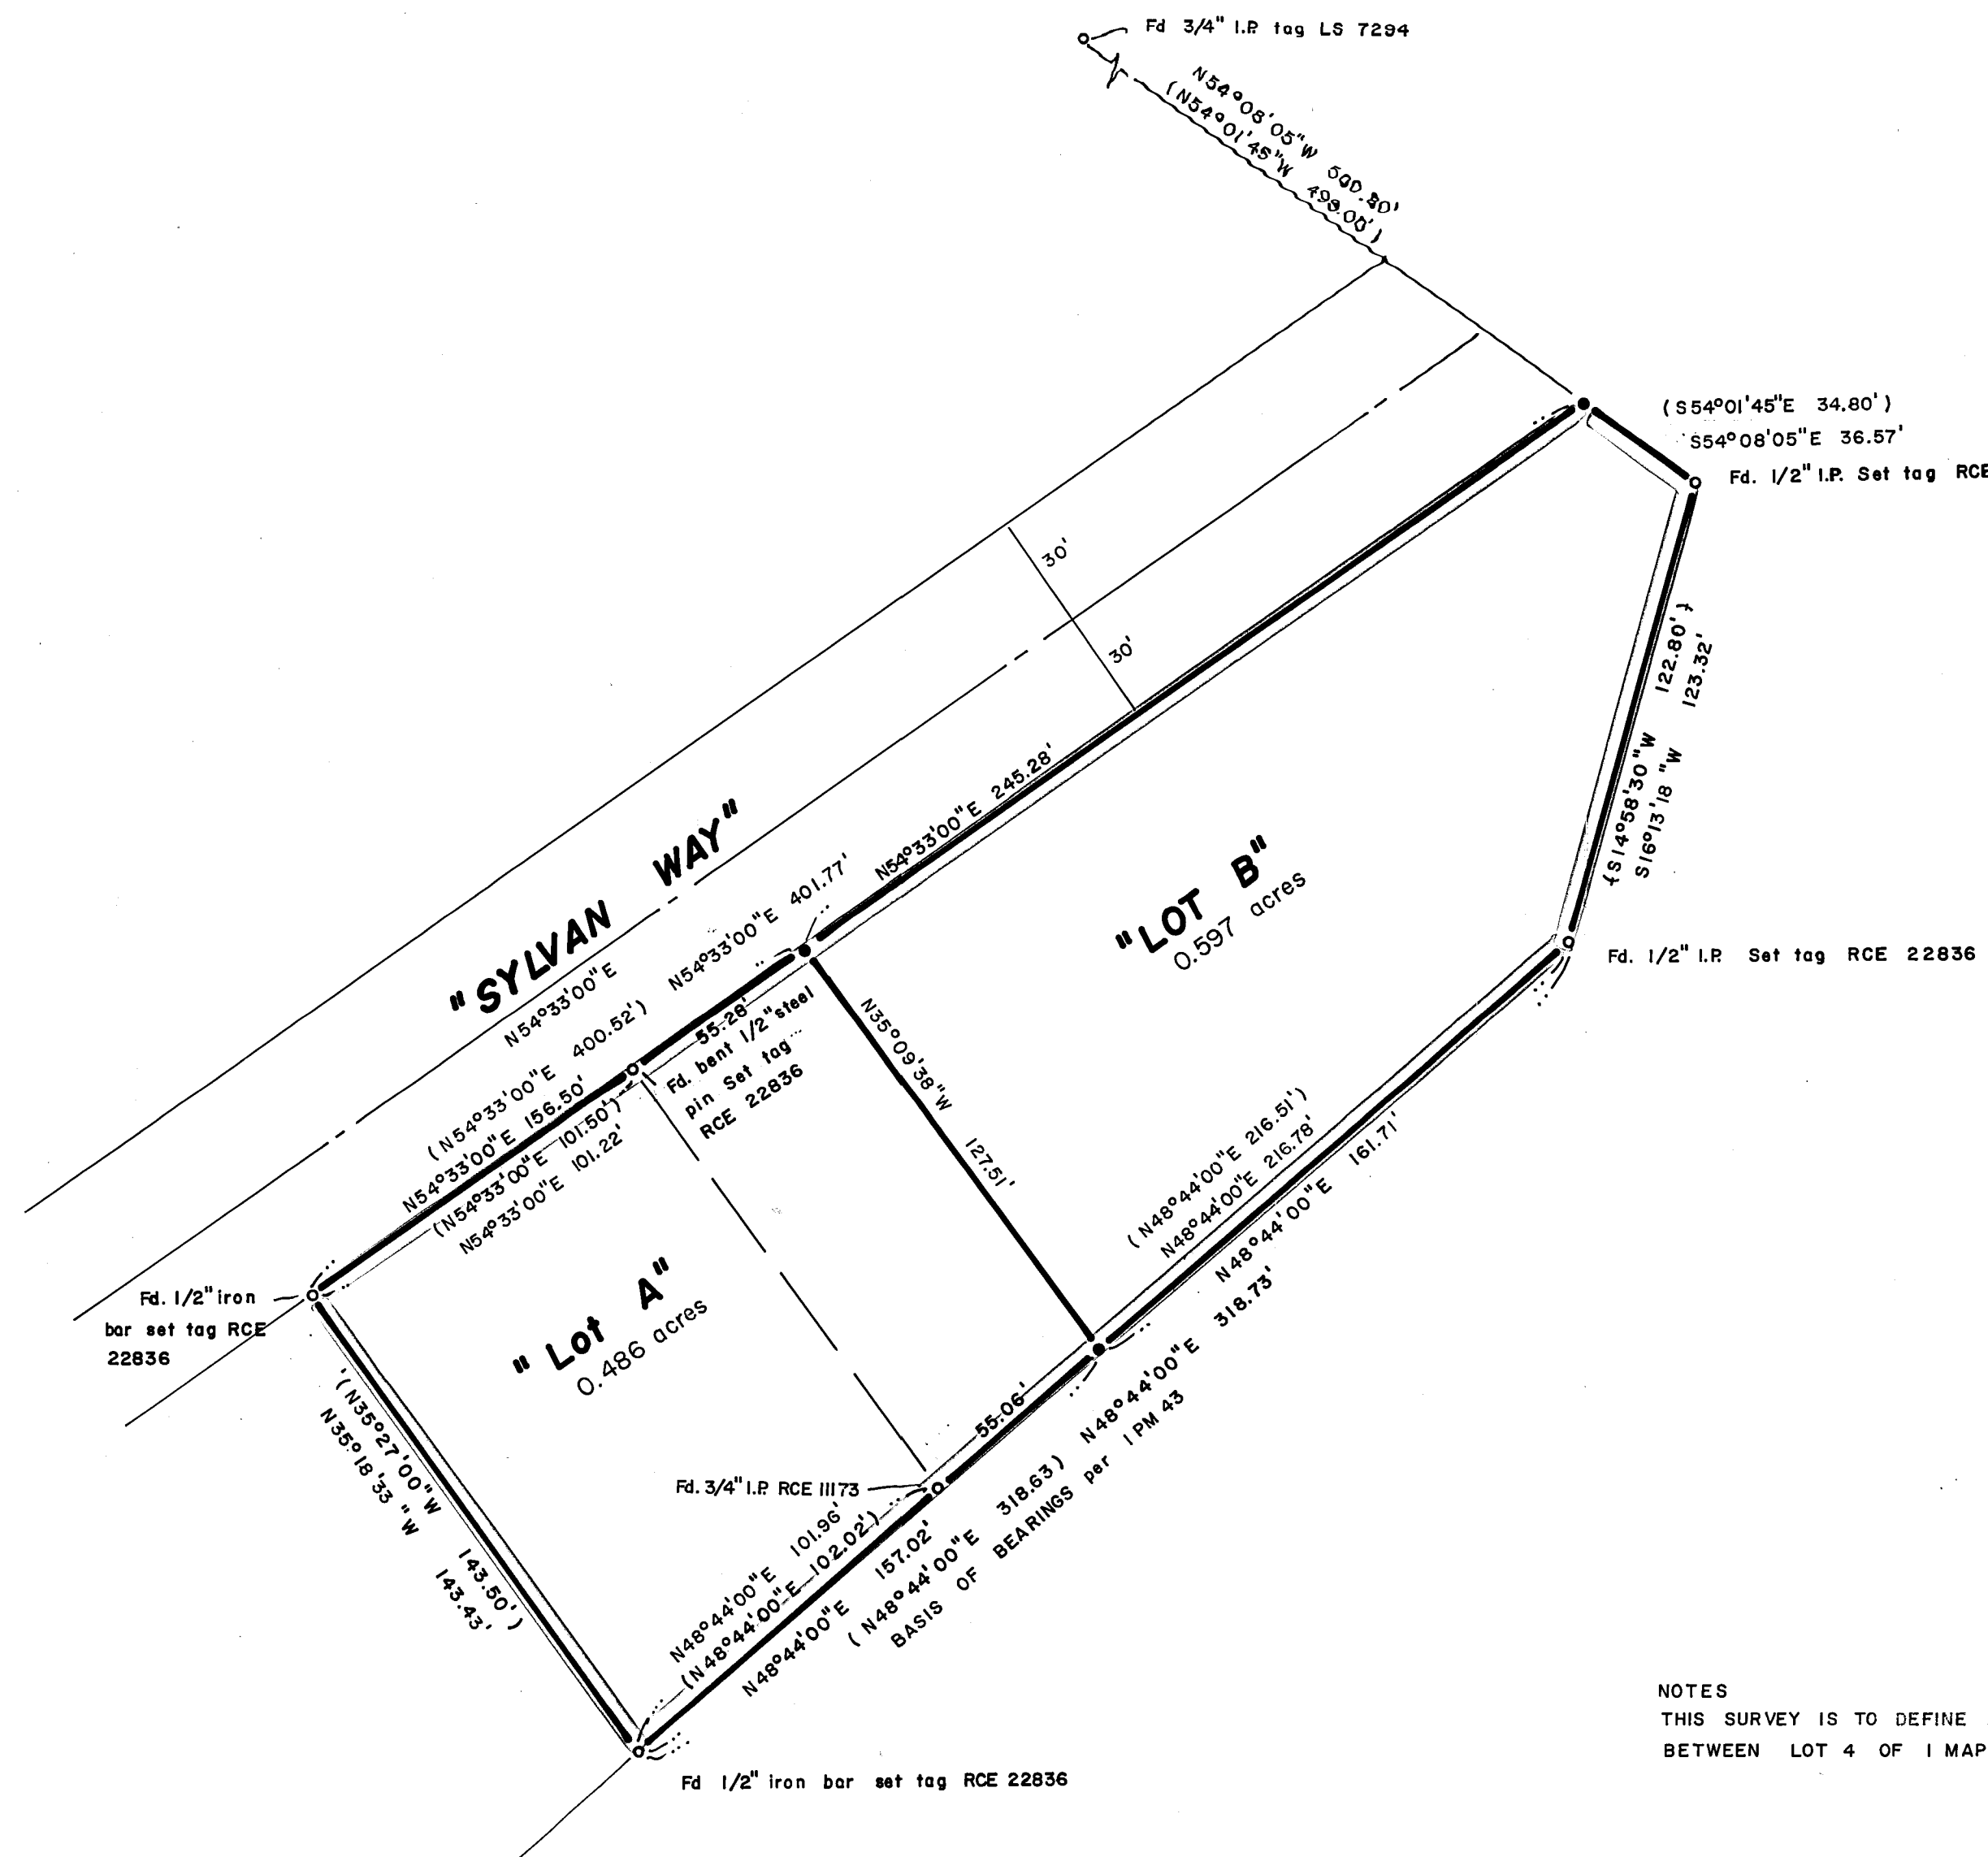 Fd 3/4" I.P. tag LS 7294
N54°08'05"W 500.80'
(N54°01'45"W 499.00')
(S54°01'45"E 34.80')
S54°08'05"E 36.57'
Fd. 1/2" I.P. Set tag RCE
30'
30'
(S14°58'30"W 122.80')
S16°13'18"W 123.32'
N54°33'00"E 245.28'
"SYLVAN WAY"
N54°33'00"E
(N54°33'00"E 400.52')
N54°33'00"E 401.77'
"LOT B"
0.597 acres
Fd. 1/2" I.P. Set tag RCE 22836
55.28'
Fd. bent 1/2" steel
pin Set tag
RCE 22836
N35°09'38"W 127.51'
N54°33'00"E 156.50'
(N54°33'00"E 101.50')
N54°33'00"E 101.22'
(N48°44'00"E 216.51')
N48°44'00"E 216.78'
N48°44'00"E 161.71'
Fd. 1/2" iron
bar set tag RCE
22836
"Lot A"
0.486 acres
(N35°27'00"W 143.50')
N35°18'33"W 143.43'
55.06'
Fd. 3/4" I.P. RCE 11173
N48°44'00"E 101.96'
(N48°44'00"E 102.02')
N48°44'00"E 157.02'
(N48°44'00"E 318.63)
N48°44'00"E 318.73'
BASIS OF BEARINGS per 1 PM 43
Fd 1/2" iron bar set tag RCE 22836
NOTES
THIS SURVEY IS TO DEFINE
BETWEEN LOT 4 OF 1 MAP